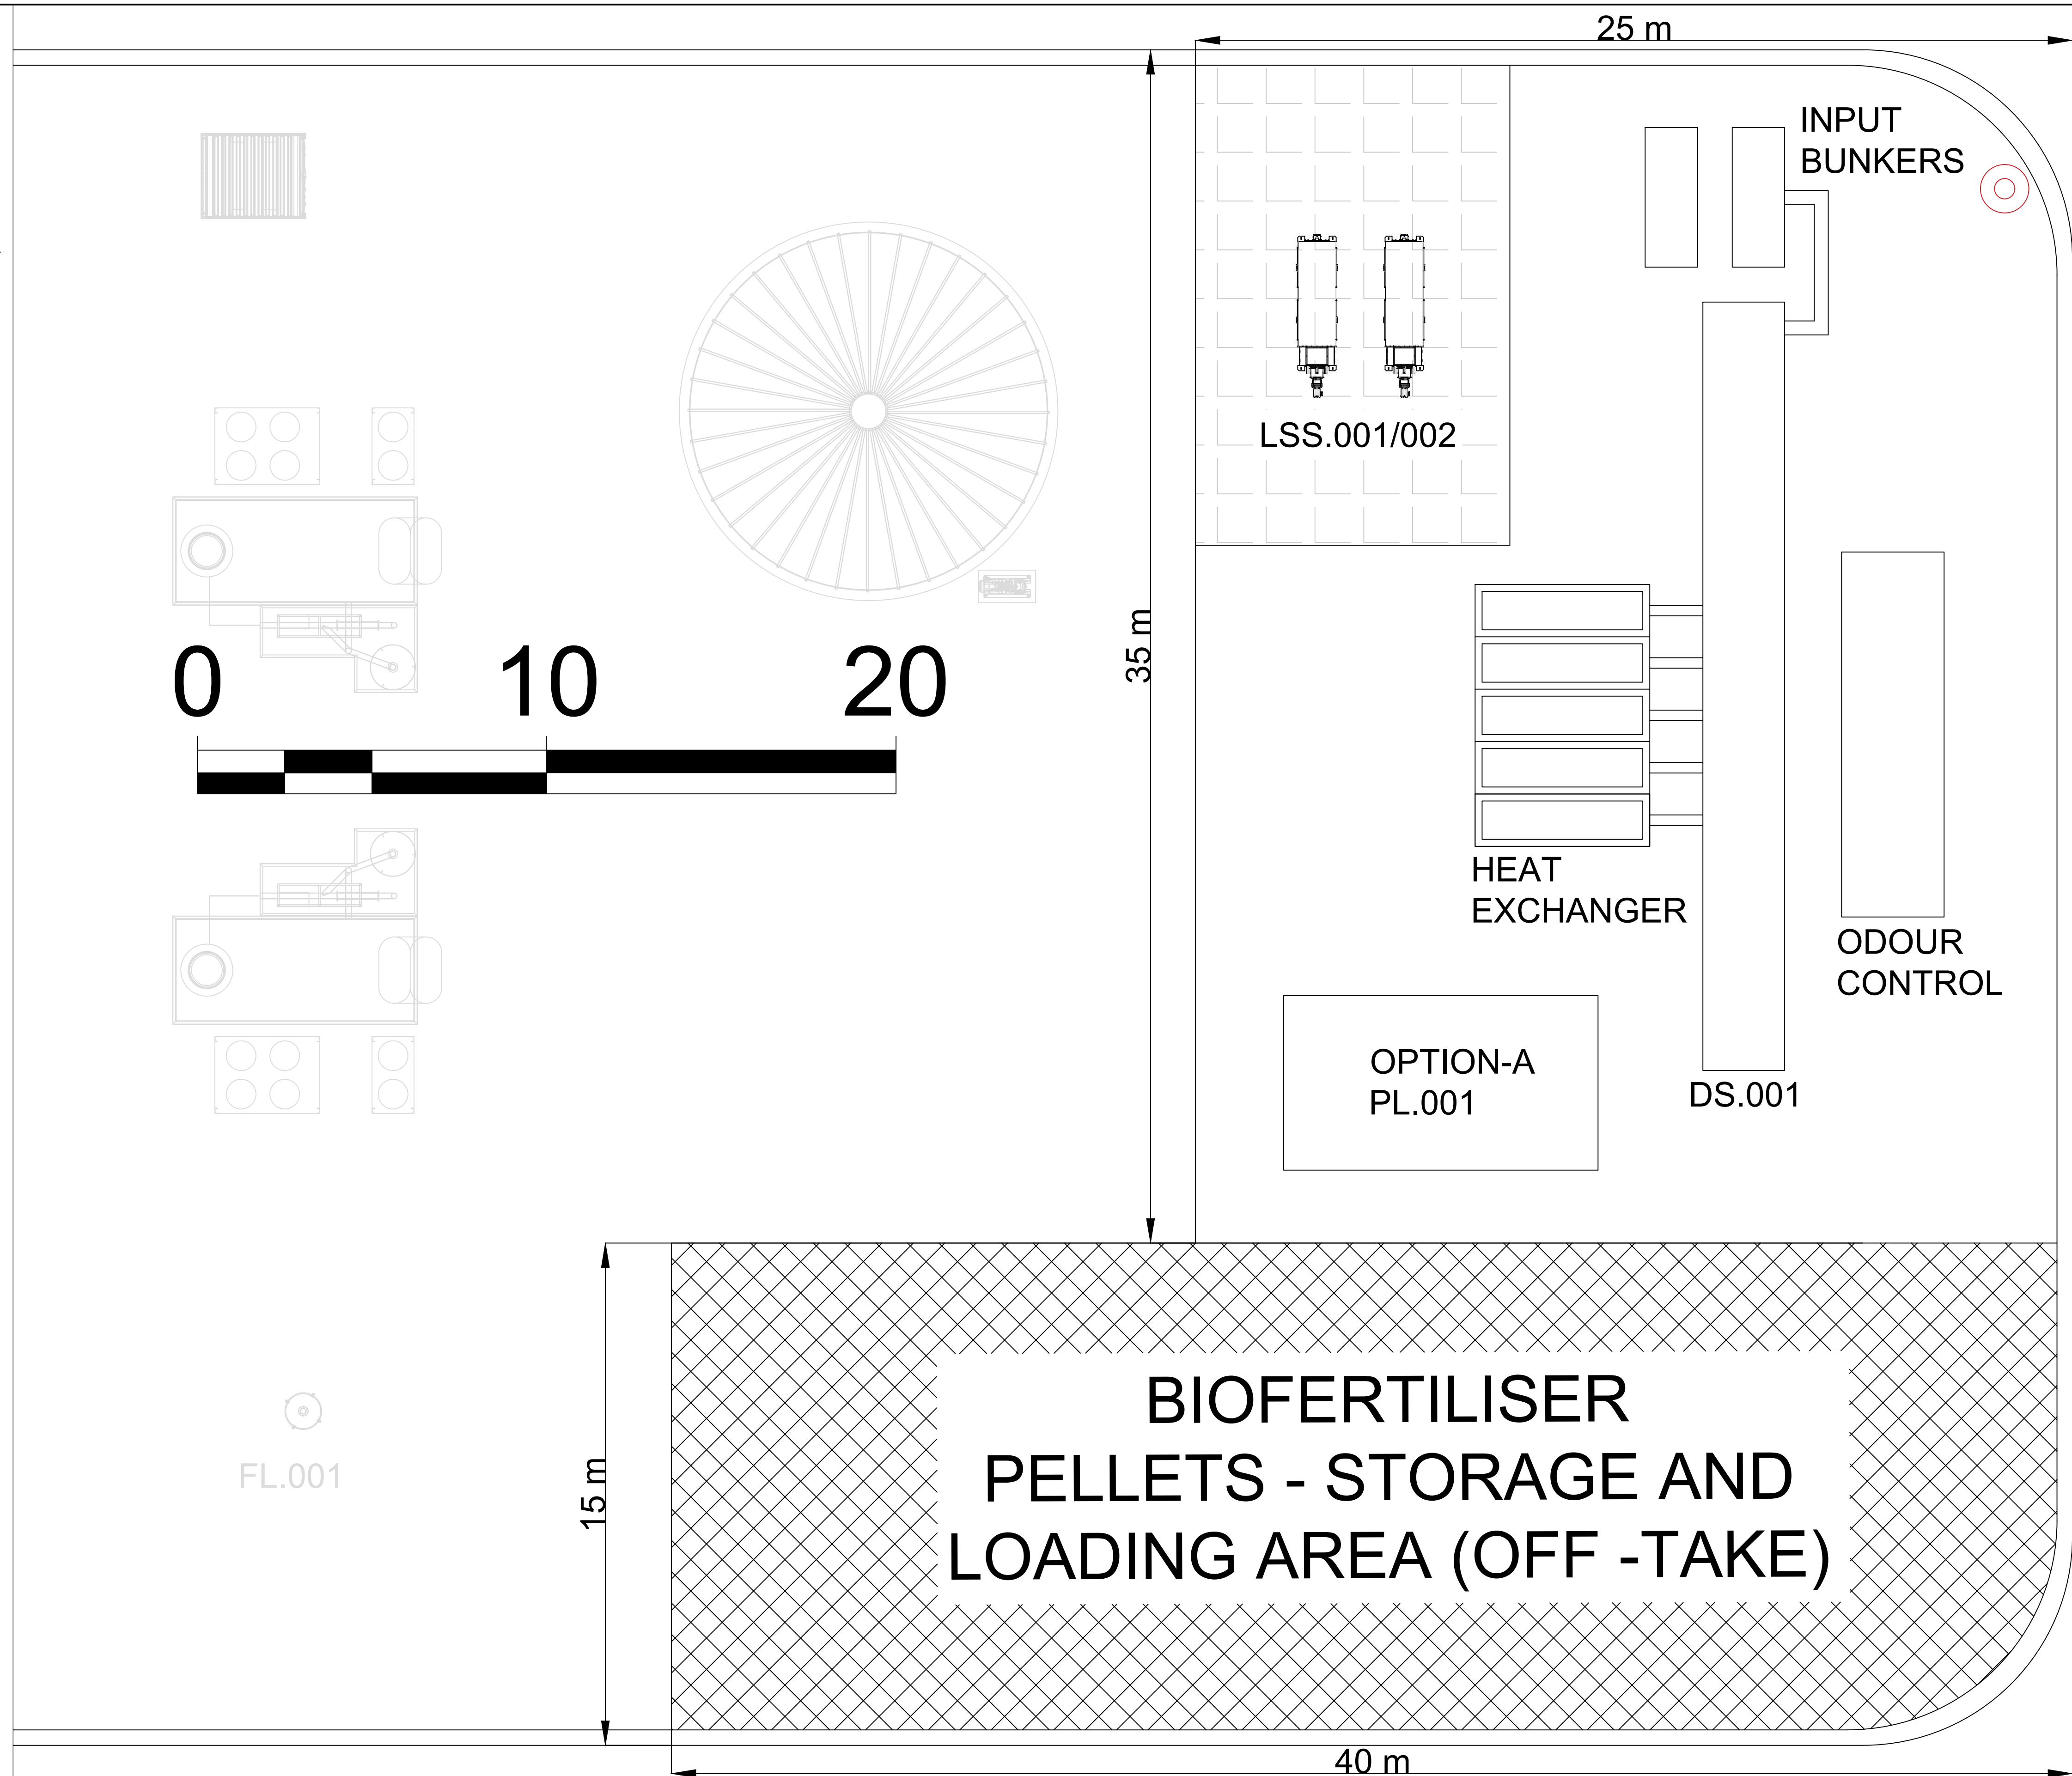 25 m
INPUT
BUNKERS
LSS.001/002
35 m
0 10 20
HEAT
EXCHANGER
ODOUR
CONTROL
OPTION-A
PL.001
DS.001
BIOFERTILISER
PELLETS - STORAGE AND
LOADING AREA (OFF -TAKE)
FL.001
15 m
40 m